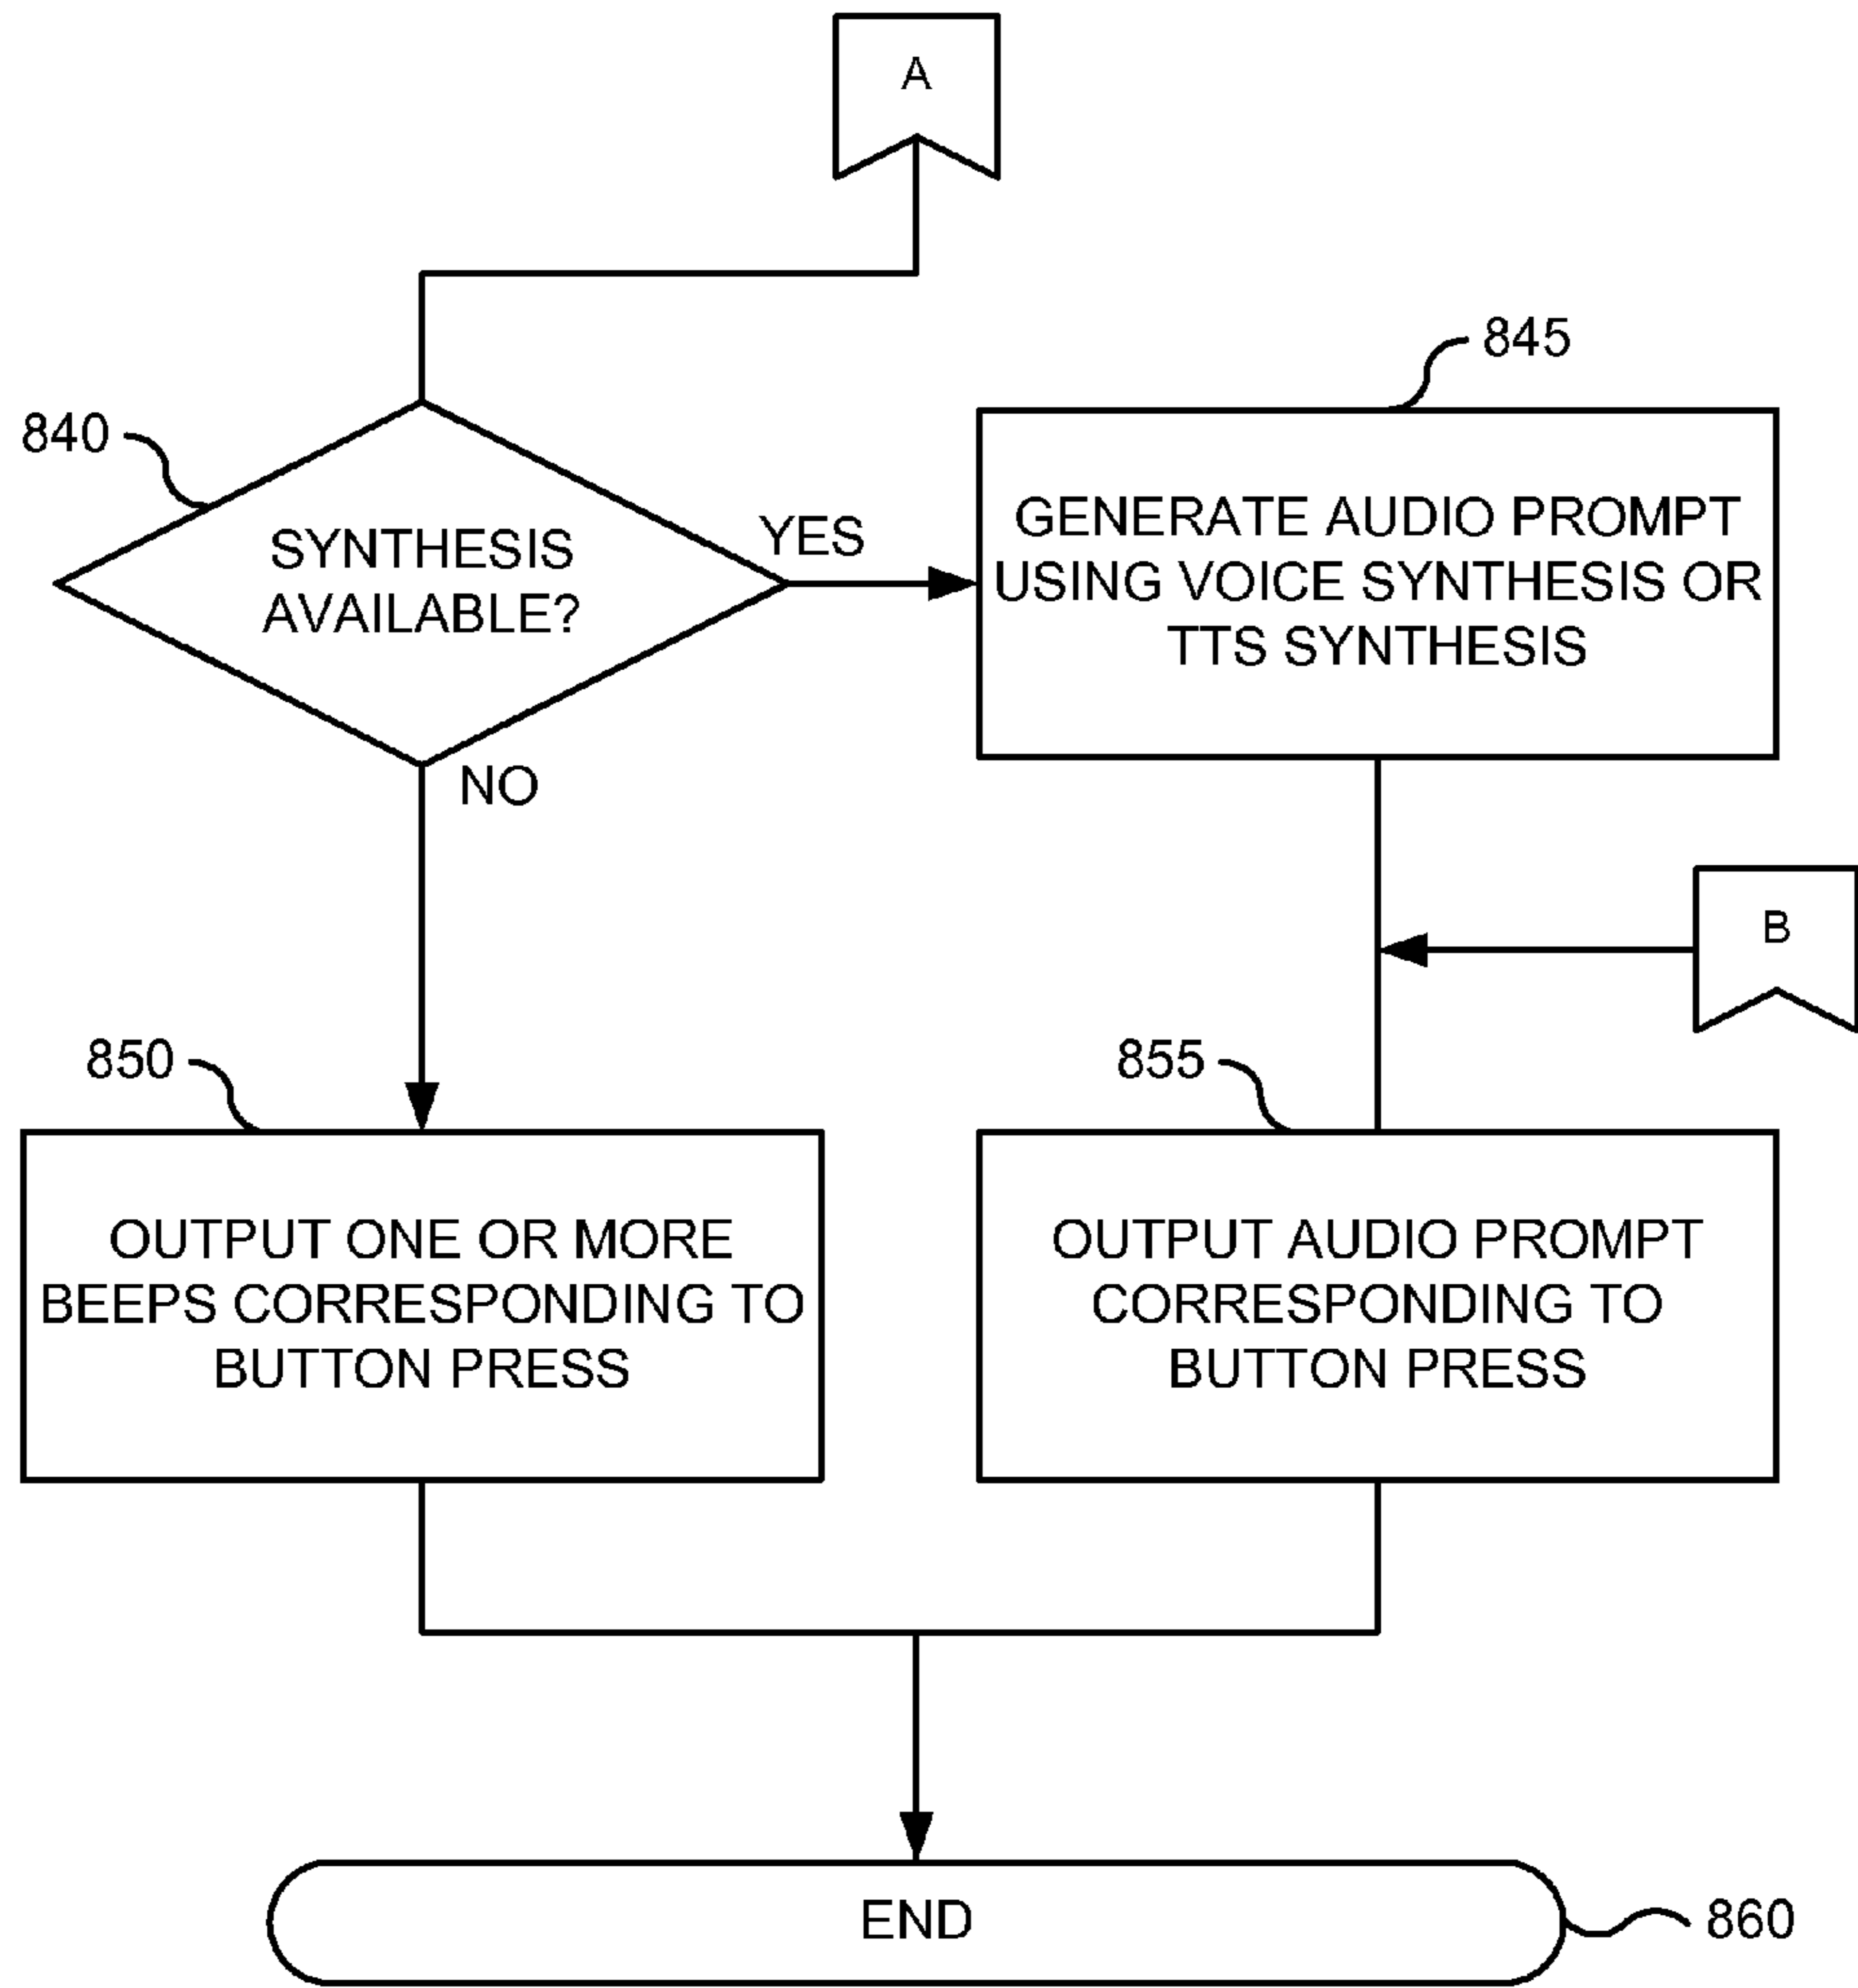 A
845
840
SYNTHESIS
AVAILABLE?
YES
GENERATE AUDIO PROMPT
USING VOICE SYNTHESIS OR
TTS SYNTHESIS
NO
B
850
855
OUTPUT ONE OR MORE
BEEPS CORRESPONDING TO
BUTTON PRESS
OUTPUT AUDIO PROMPT
CORRESPONDING TO
BUTTON PRESS
END
860